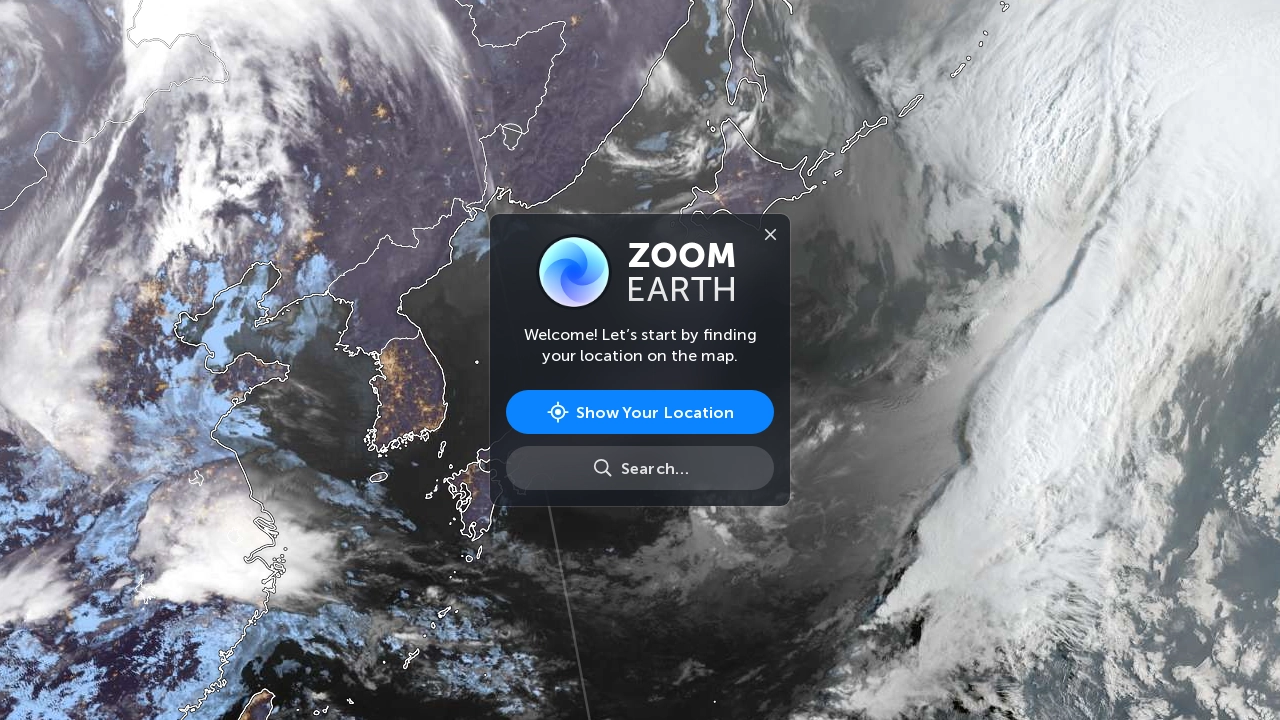 ZOOM
EARTH
Welcome! Let’s start by finding
your location on the map.
Show Your Location
Search…